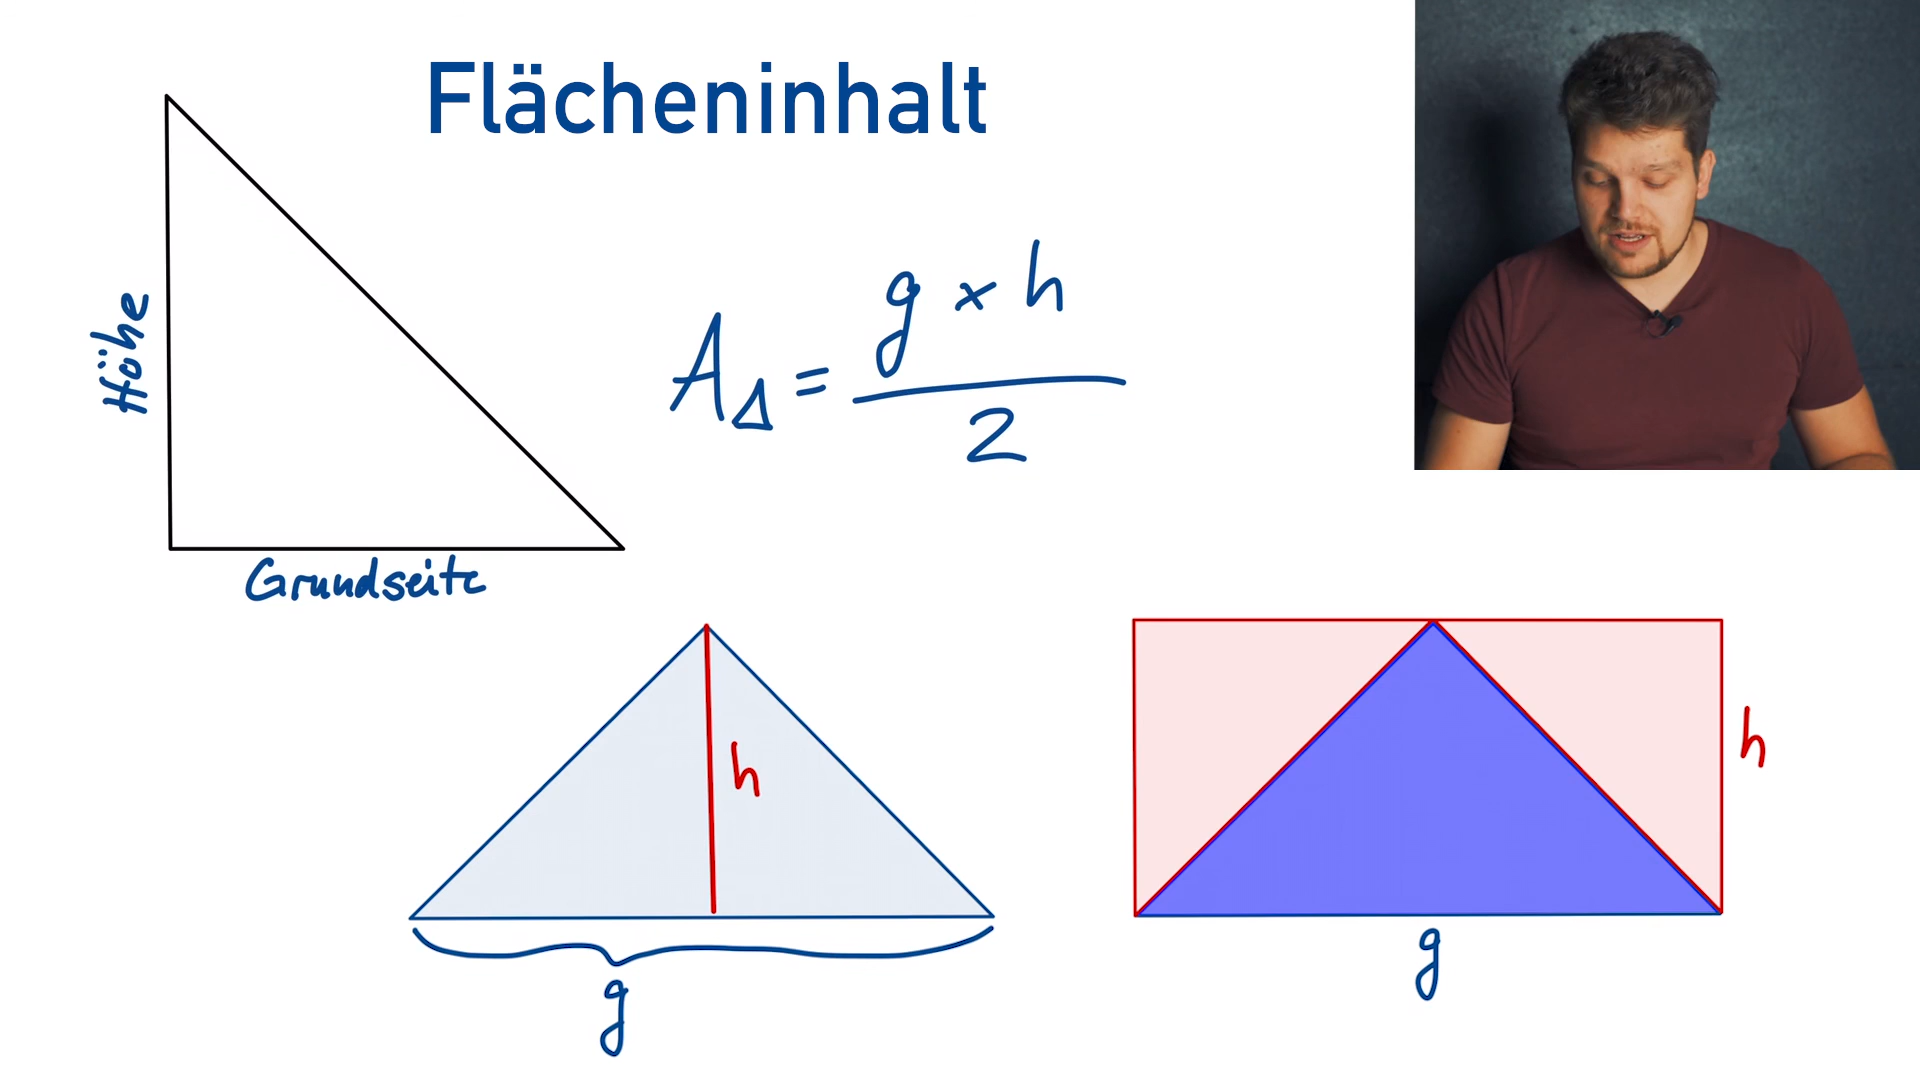 Flächeninhalt
Höhe
A△ = g × h / 2
Grundseite
h
g
h
g